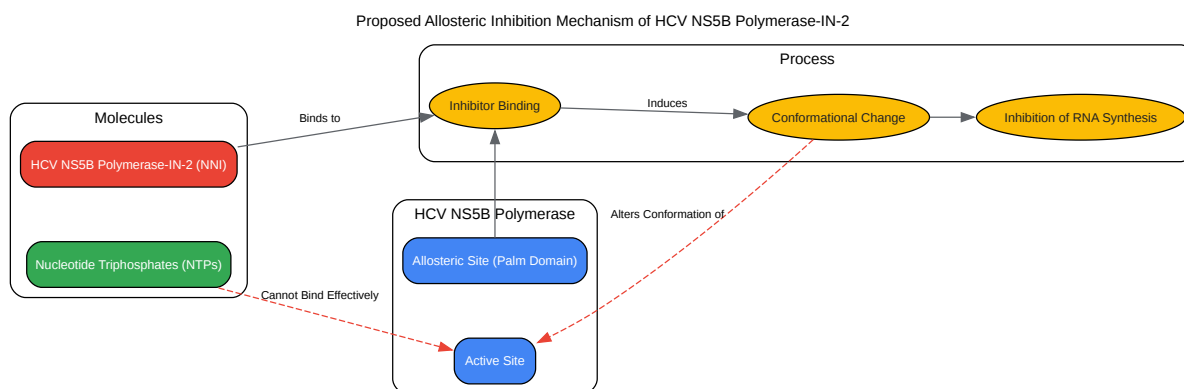 Proposed Allosteric Inhibition Mechanism of HCV NS5B Polymerase-IN-2
Process
Molecules
Inhibitor Binding
Induces
Conformational Change
Inhibition of RNA Synthesis
Binds to
HCV NS5B Polymerase-IN-2 (NNI)
HCV NS5B Polymerase
Alters Conformation of
Allosteric Site (Palm Domain)
Nucleotide Triphosphates (NTPs)
Cannot Bind Effectively
Active Site